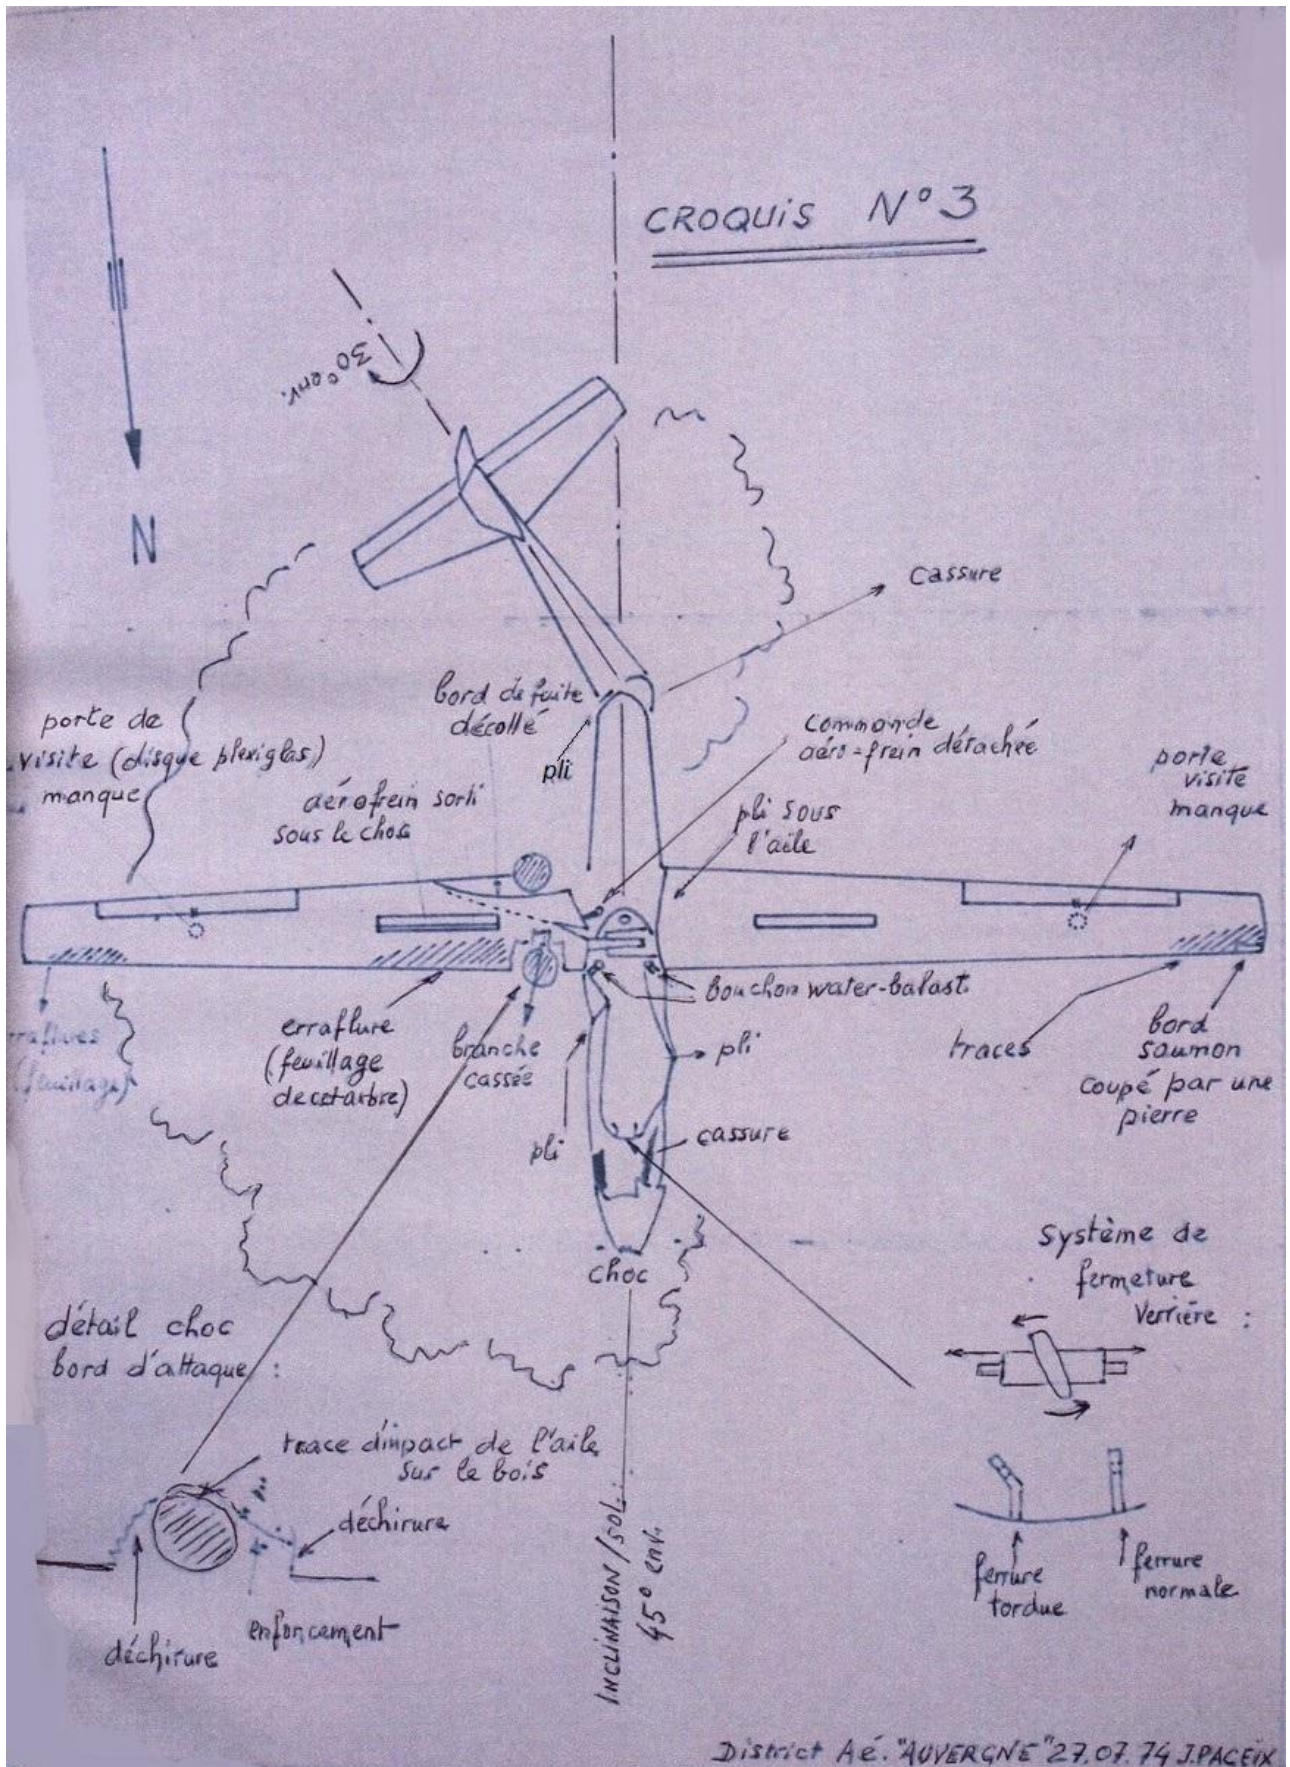 CROQUIS N° 3
30° env.
N
cassure
bord de fuite
décollé
pli
commande
aéro-frein détachée
porte de
visite (disque plexiglas)
manque
aérofrein sorti
sous le choc
pli sous
l'aile
porte
visite
manque
bouchon water-balast
erraflure
(feuillage
decetarbre)
branche
cassée
pli
traces
bord
saumon
coupé par une
pierre
(feuillage)
pli
cassure
choc
système de
fermeture
verrière :
détail choc
bord d'attaque :
trace d'impact de l'aile
sur le bois
déchirure
ferrure
tordue
ferrure
normale
enfoncement
déchirure
INCLINAISON / SOL
45° env.
District Aé. "AUVERGNE" 27.07.74 J.PACEIX